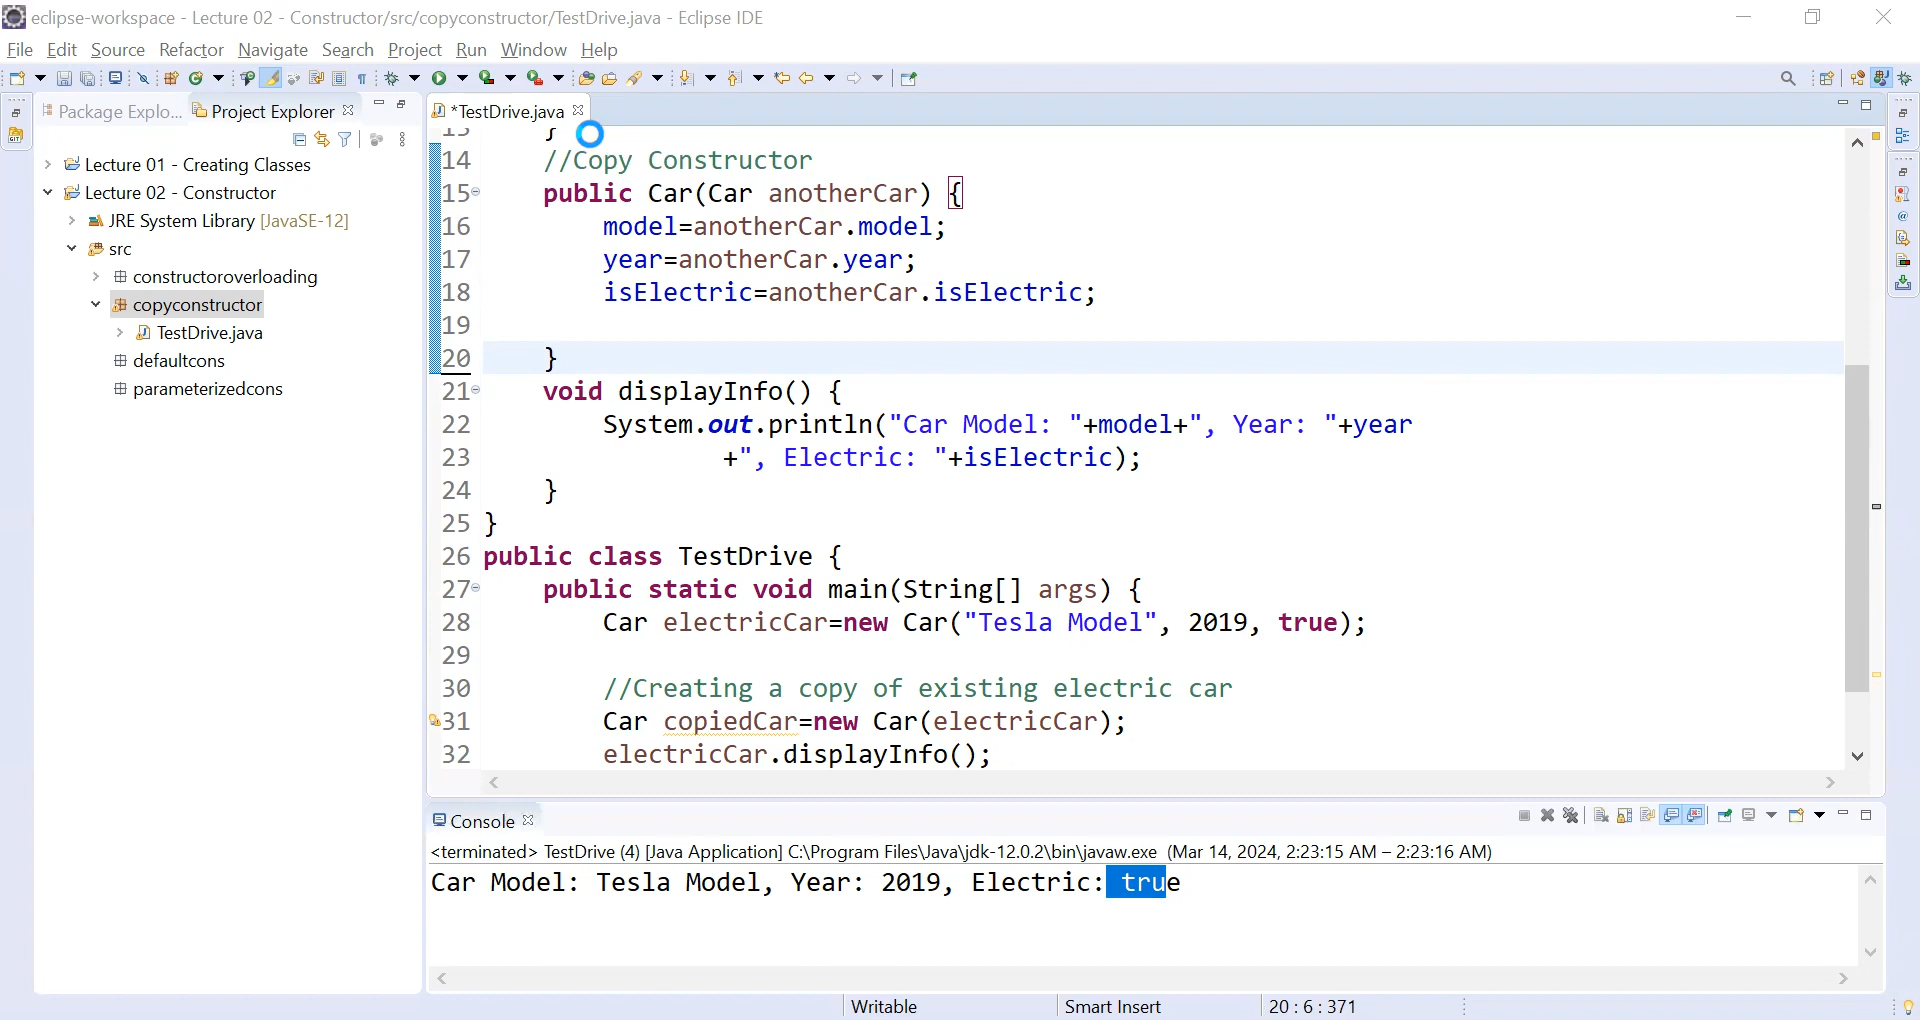 eclipse-workspace - Lecture 02 - Constructor/src/copyconstructor/TestDrive.java - Eclipse IDE
File Edit Source Refactor Navigate Search Project Run Window Help
Package Explo... Project Explorer
*TestDrive.java
Lecture 01 - Creating Classes
Lecture 02 - Constructor
JRE System Library [JavaSE-12]
src
constructoroverloading
copyconstructor
TestDrive.java
defaultcons
parameterizedcons
13 }
14 //Copy Constructor
15 public Car(Car anotherCar) {
16 model=anotherCar.model;
17 year=anotherCar.year;
18 isElectric=anotherCar.isElectric;
19
20 }
21 void displayInfo() {
22 System.out.println("Car Model: "+model+", Year: "+year
23 +", Electric: "+isElectric);
24 }
25 }
26 public class TestDrive {
27 public static void main(String[] args) {
28 Car electricCar=new Car("Tesla Model", 2019, true);
29
30 //Creating a copy of existing electric car
31 Car copiedCar=new Car(electricCar);
32 electricCar.displayInfo();
Console
<terminated> TestDrive (4) [Java Application] C:\Program Files\Java\jdk-12.0.2\bin\javaw.exe (Mar 14, 2024, 2:23:15 AM – 2:23:16 AM)
Car Model: Tesla Model, Year: 2019, Electric: true
Writable Smart Insert 20 : 6 : 371